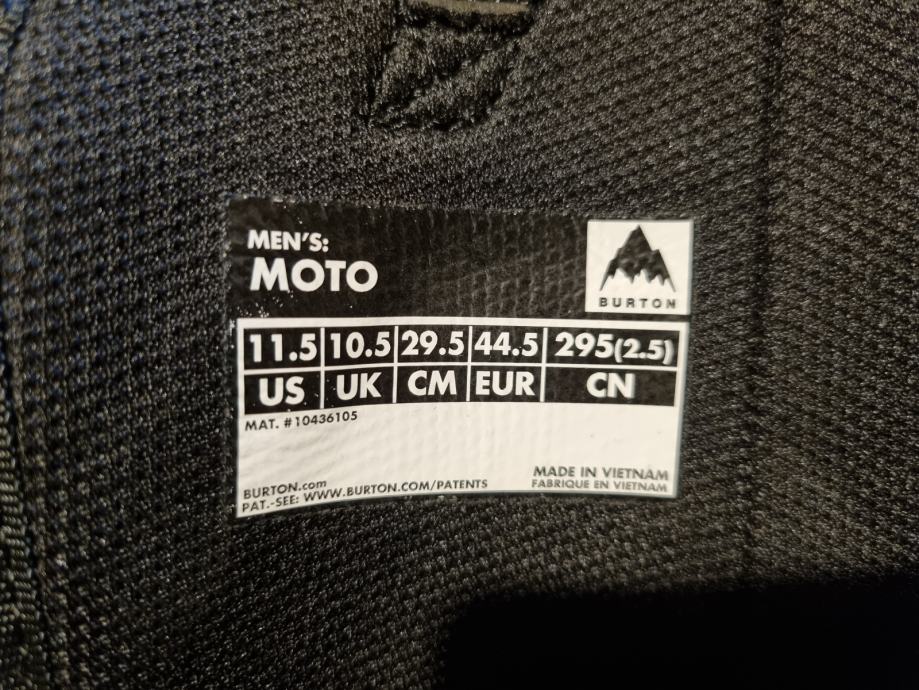 MEN'S:
MOTO
BURTON
11.5 10.5 29.5 44.5 295(2.5)
US UK CM EUR CN
MAT. #10436105
BURTON.com
PAT.-SEE: WWW.BURTON.COM/PATENTS
MADE IN VIETNAM
FABRIQUE EN VIETNAM